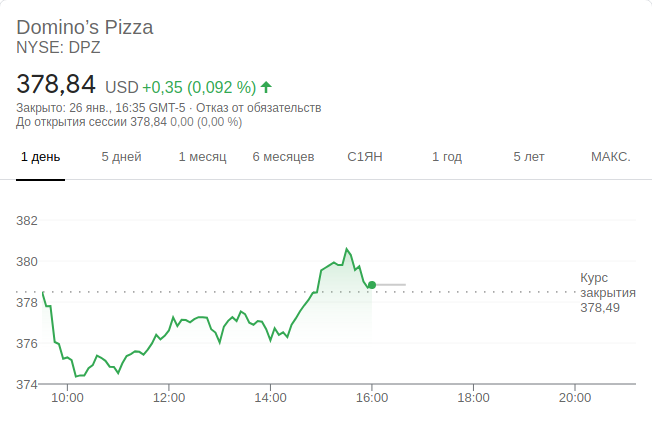 Domino’s Pizza
NYSE: DPZ
378,84 USD +0,35 (0,092 %)
Закрыто: 26 янв., 16:35 GMT-5 · Отказ от обязательств
До открытия сессии 378,84 0,00 (0,00 %)
1 день 5 дней 1 месяц 6 месяцев С1ЯН 1 год 5 лет МАКС.
382
380
Курс
закрытия
378,49
378
376
374
10:00 12:00 14:00 16:00 18:00 20:00